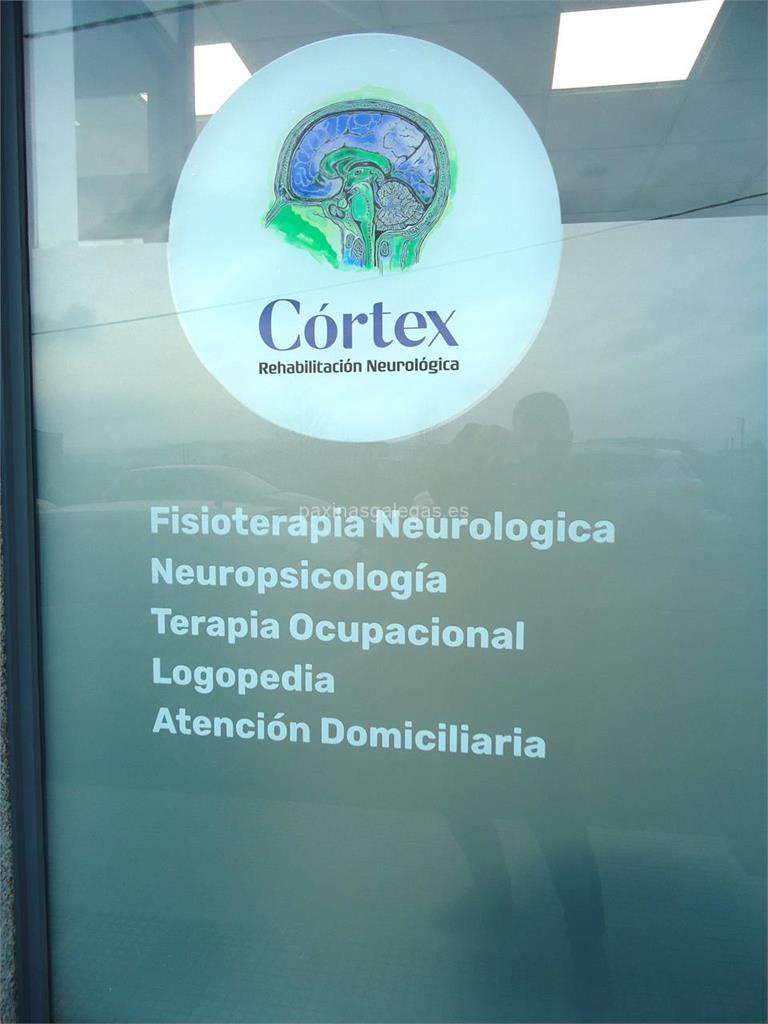 Córtex
Rehabilitación Neurológica
paxinasgalegas.es
Fisioterapia Neurologica
Neuropsicología
Terapia Ocupacional
Logopedia
Atención Domiciliaria